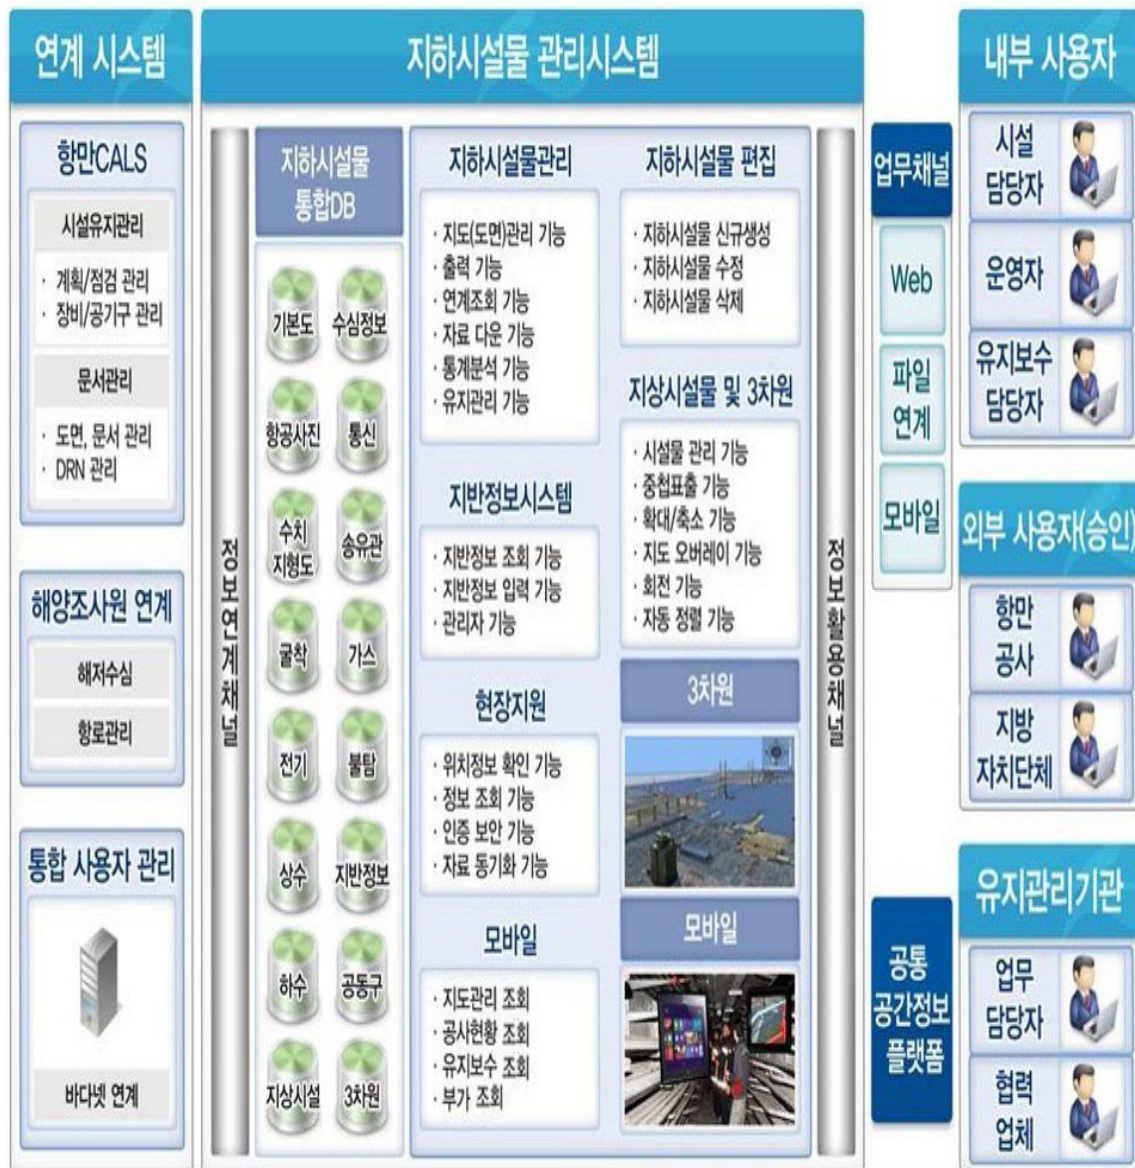 연계 시스템
항만CALS
시설유지관리
· 계획/점검 관리
· 장비/공기구 관리
문서관리
· 도면, 문서 관리
· DRN 관리
해양조사원 연계
해저수심
항로관리
통합 사용자 관리
바다넷 연계
지하시설물 관리시스템
정보연계채널
지하시설물
통합DB
기본도
수심정보
항공사진
통신
수치
지형도
송유관
굴착
가스
전기
불탐
상수
지반정보
하수
공동구
지상시설
3차원
지하시설물관리
· 지도(도면)관리 기능
· 출력 기능
· 연계조회 기능
· 자료 다운 기능
· 통계분석 기능
· 유지관리 기능
지반정보시스템
· 지반정보 조회 기능
· 지반정보 입력 기능
· 관리자 기능
현장지원
· 위치정보 확인 기능
· 정보 조회 기능
· 인증 보안 기능
· 자료 동기화 기능
모바일
· 지도관리 조회
· 공사현황 조회
· 유지보수 조회
· 부가 조회
지하시설물 편집
· 지하시설물 신규생성
· 지하시설물 수정
· 지하시설물 삭제
지상시설물 및 3차원
· 시설물 관리 기능
· 중첩표출 기능
· 확대/축소 기능
· 지도 오버레이 기능
· 회전 기능
· 자동 정렬 기능
3차원
모바일
정보활용채널
업무채널
Web
파일
연계
모바일
공통
공간정보
플랫폼
내부 사용자
시설
담당자
운영자
유지보수
담당자
외부 사용자(승인)
항만
공사
지방
자치단체
유지관리기관
업무
담당자
협력
업체